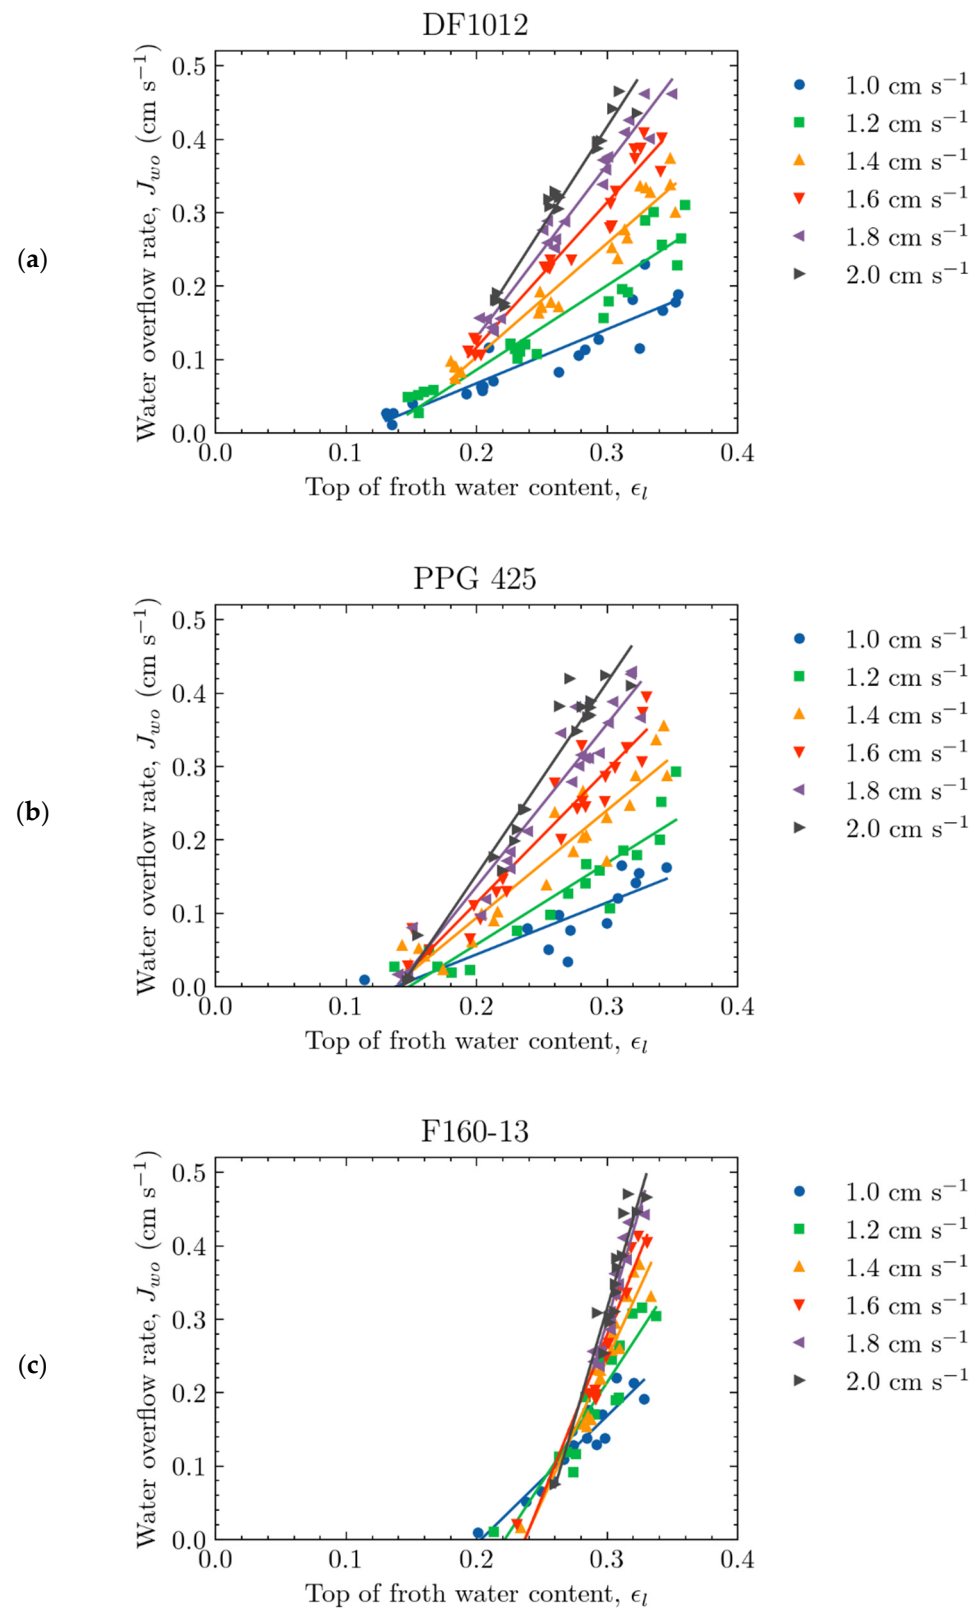 DF1012
Water overflow rate, J_wo (cm s⁻¹)
0.5
0.4
0.3
0.2
0.1
0.0
0.0 0.1 0.2 0.3 0.4
Top of froth water content, ϵ_l
1.0 cm s⁻¹
1.2 cm s⁻¹
1.4 cm s⁻¹
1.6 cm s⁻¹
1.8 cm s⁻¹
2.0 cm s⁻¹
(a)
PPG 425
Water overflow rate, J_wo (cm s⁻¹)
0.5
0.4
0.3
0.2
0.1
0.0
0.0 0.1 0.2 0.3 0.4
Top of froth water content, ϵ_l
1.0 cm s⁻¹
1.2 cm s⁻¹
1.4 cm s⁻¹
1.6 cm s⁻¹
1.8 cm s⁻¹
2.0 cm s⁻¹
(b)
F160-13
Water overflow rate, J_wo (cm s⁻¹)
0.5
0.4
0.3
0.2
0.1
0.0
0.0 0.1 0.2 0.3 0.4
Top of froth water content, ϵ_l
1.0 cm s⁻¹
1.2 cm s⁻¹
1.4 cm s⁻¹
1.6 cm s⁻¹
1.8 cm s⁻¹
2.0 cm s⁻¹
(c)